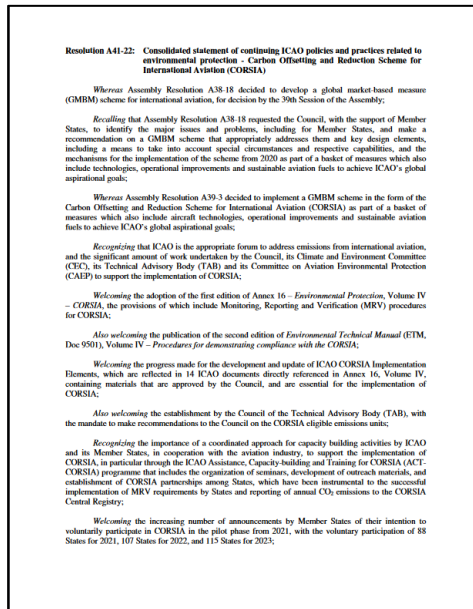 Resolution A41-22: Consolidated statement of continuing ICAO policies and practices related to
environmental protection - Carbon Offsetting and Reduction Scheme for
International Aviation (CORSIA)
Whereas Assembly Resolution A38-18 decided to develop a global market-based measure
(GMBM) scheme for international aviation, for decision by the 39th Session of the Assembly;
Recalling that Assembly Resolution A38-18 requested the Council, with the support of Member
States, to identify the major issues and problems, including for Member States, and make a
recommendation on a GMBM scheme that appropriately addresses them and key design elements,
including a means to take into account special circumstances and respective capabilities, and the
mechanisms for the implementation of the scheme from 2020 as part of a basket of measures which also
include technologies, operational improvements and sustainable aviation fuels to achieve ICAO's global
aspirational goals;
Whereas Assembly Resolution A39-3 decided to implement a GMBM scheme in the form of the
Carbon Offsetting and Reduction Scheme for International Aviation (CORSIA) as part of a basket of
measures which also include aircraft technologies, operational improvements and sustainable aviation
fuels to achieve ICAO's global aspirational goals;
Recognizing that ICAO is the appropriate forum to address emissions from international aviation,
and the significant amount of work undertaken by the Council, its Climate and Environment Committee
(CEC), its Technical Advisory Body (TAB) and its Committee on Aviation Environmental Protection
(CAEP) to support the implementation of CORSIA;
Welcoming the adoption of the first edition of Annex 16 – Environmental Protection, Volume IV
– CORSIA, the provisions of which include Monitoring, Reporting and Verification (MRV) procedures
for CORSIA;
Also welcoming the publication of the second edition of Environmental Technical Manual (ETM,
Doc 9501), Volume IV – Procedures for demonstrating compliance with the CORSIA;
Welcoming the progress made for the development and update of ICAO CORSIA Implementation
Elements, which are reflected in 14 ICAO documents directly referenced in Annex 16, Volume IV,
containing materials that are approved by the Council, and are essential for the implementation of
CORSIA;
Also welcoming the establishment by the Council of the Technical Advisory Body (TAB), with
the mandate to make recommendations to the Council on the CORSIA eligible emissions units;
Recognizing the importance of a coordinated approach for capacity building activities by ICAO
and its Member States, in cooperation with the aviation industry, to support the implementation of
CORSIA, in particular through the ICAO Assistance, Capacity-building and Training for CORSIA (ACT-
CORSIA) programme that includes the organization of seminars, development of outreach materials, and
establishment of CORSIA partnerships among States, which have been instrumental to the successful
implementation of MRV requirements by States and reporting of annual CO₂ emissions to the CORSIA
Central Registry;
Welcoming the increasing number of announcements by Member States of their intention to
voluntarily participate in CORSIA in the pilot phase from 2021, with the voluntary participation of 88
States for 2021, 107 States for 2022, and 115 States for 2023;